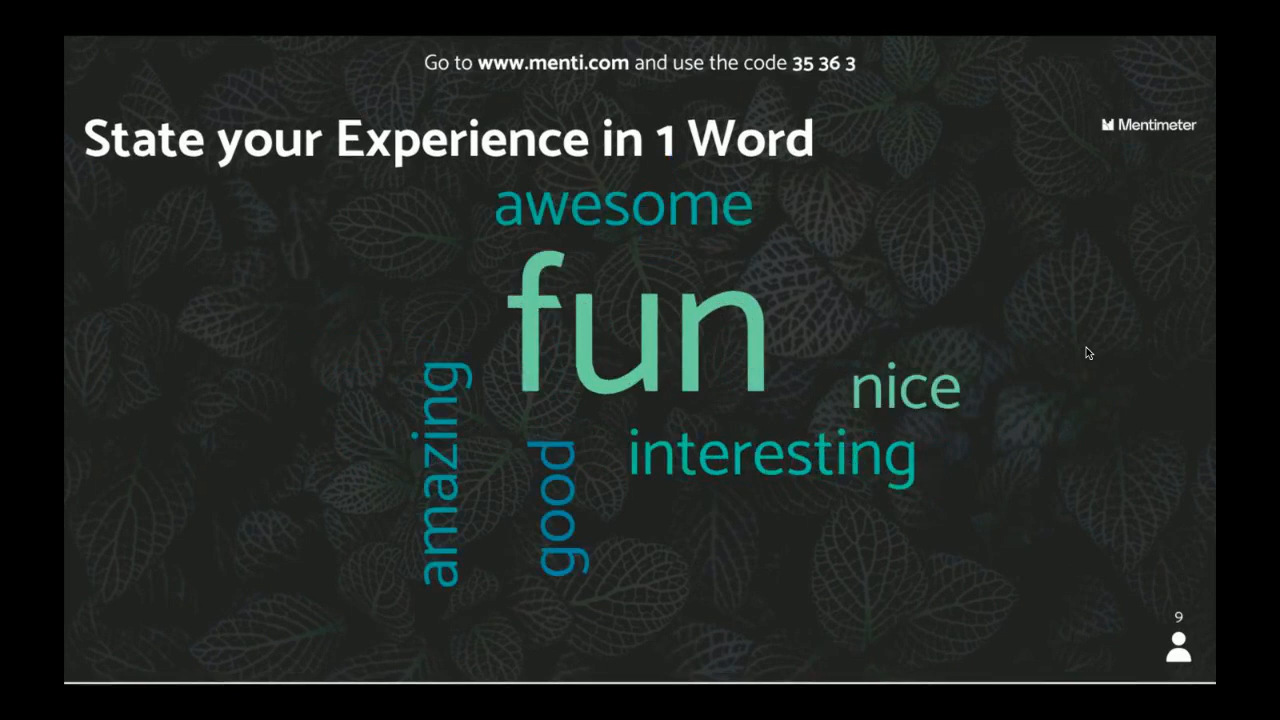 Go to www.menti.com and use the code 35 36 3
Mentimeter
State your Experience in 1 Word
awesome
fun
nice
amazing
good
interesting
9